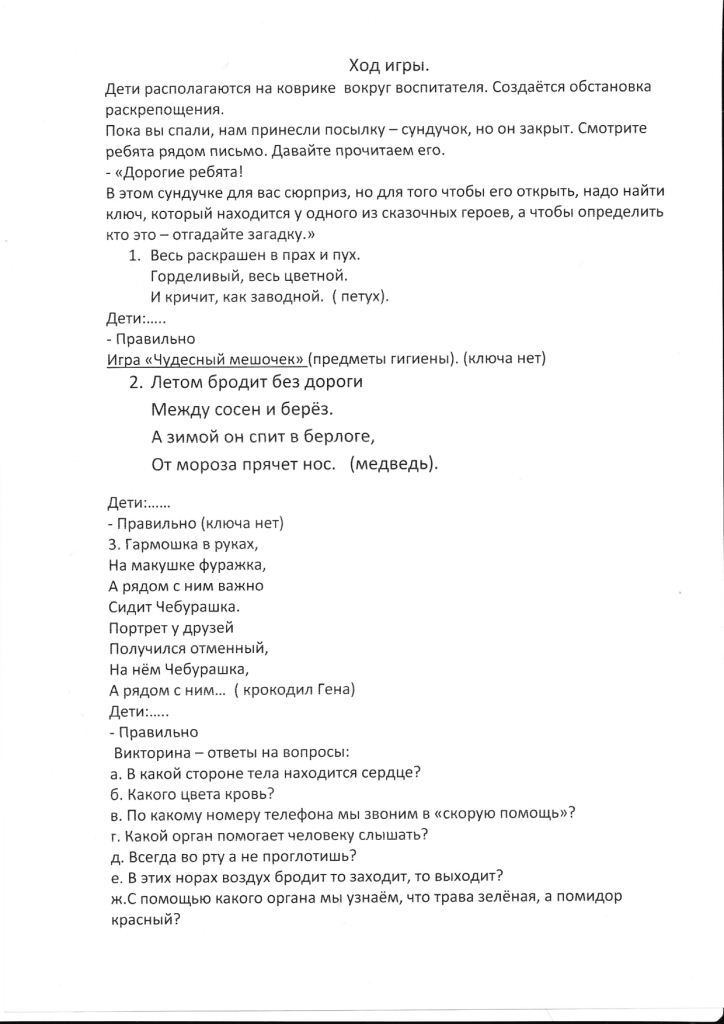 Ход игры.
Дети располагаются на коврике  вокруг воспитателя. Создаётся обстановка
раскрепощения.
Пока вы спали, нам принесли посылку – сундучок, но он закрыт. Смотрите
ребята рядом письмо. Давайте прочитаем его.
- «Дорогие ребята!
В этом сундучке для вас сюрприз, но для того чтобы его открыть, надо найти
ключ, который находится у одного из сказочных героев, а чтобы определить
кто это – отгадайте загадку.»
1. Весь раскрашен в прах и пух.
Горделивый, весь цветной.
И кричит, как заводной.  ( петух).
Дети:.....
- Правильно
Игра «Чудесный мешочек» (предметы гигиены). (ключа нет)
2. Летом бродит без дороги
Между сосен и берёз.
А зимой он спит в берлоге,
От мороза прячет нос.   (медведь).
Дети:......
- Правильно (ключа нет)
3. Гармошка в руках,
На макушке фуражка,
А рядом с ним важно
Сидит Чебурашка.
Портрет у друзей
Получился отменный,
На нём Чебурашка,
А рядом с ним...  ( крокодил Гена)
Дети:.....
- Правильно
Викторина – ответы на вопросы:
а. В какой стороне тела находится сердце?
б. Какого цвета кровь?
в. По какому номеру телефона мы звоним в «скорую помощь»?
г. Какой орган помогает человеку слышать?
д. Всегда во рту а не проглотишь?
е. В этих норах воздух бродит то заходит, то выходит?
ж.С помощью какого органа мы узнаём, что трава зелёная, а помидор
красный?